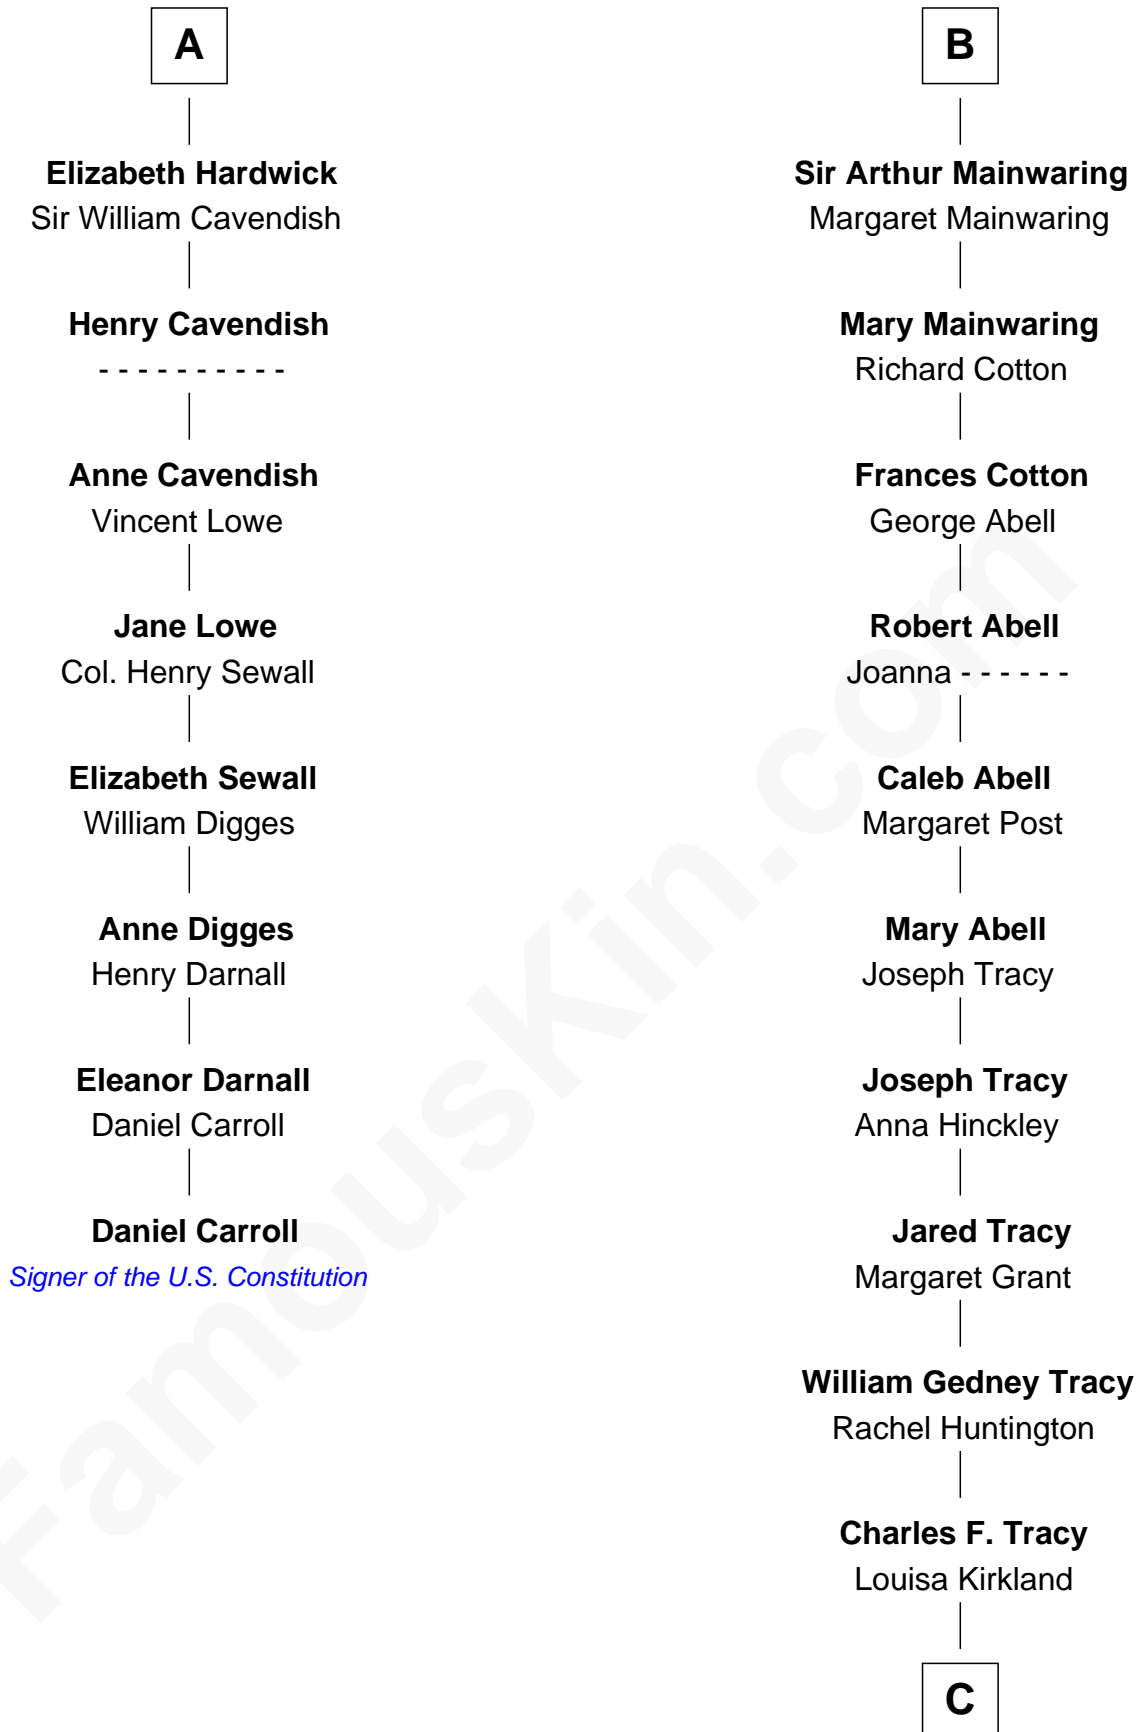 A
Elizabeth Hardwick
Sir William Cavendish
Henry Cavendish
- - - - - - - - - -
Anne Cavendish
Vincent Lowe
Jane Lowe
Col. Henry Sewall
Elizabeth Sewall
William Digges
Anne Digges
Henry Darnall
Eleanor Darnall
Daniel Carroll
Daniel Carroll
Signer of the U.S. Constitution
B
Sir Arthur Mainwaring
Margaret Mainwaring
Mary Mainwaring
Richard Cotton
Frances Cotton
George Abell
Robert Abell
Joanna - - - - - -
Caleb Abell
Margaret Post
Mary Abell
Joseph Tracy
Joseph Tracy
Anna Hinckley
Jared Tracy
Margaret Grant
William Gedney Tracy
Rachel Huntington
Charles F. Tracy
Louisa Kirkland
C
FamousKin.com